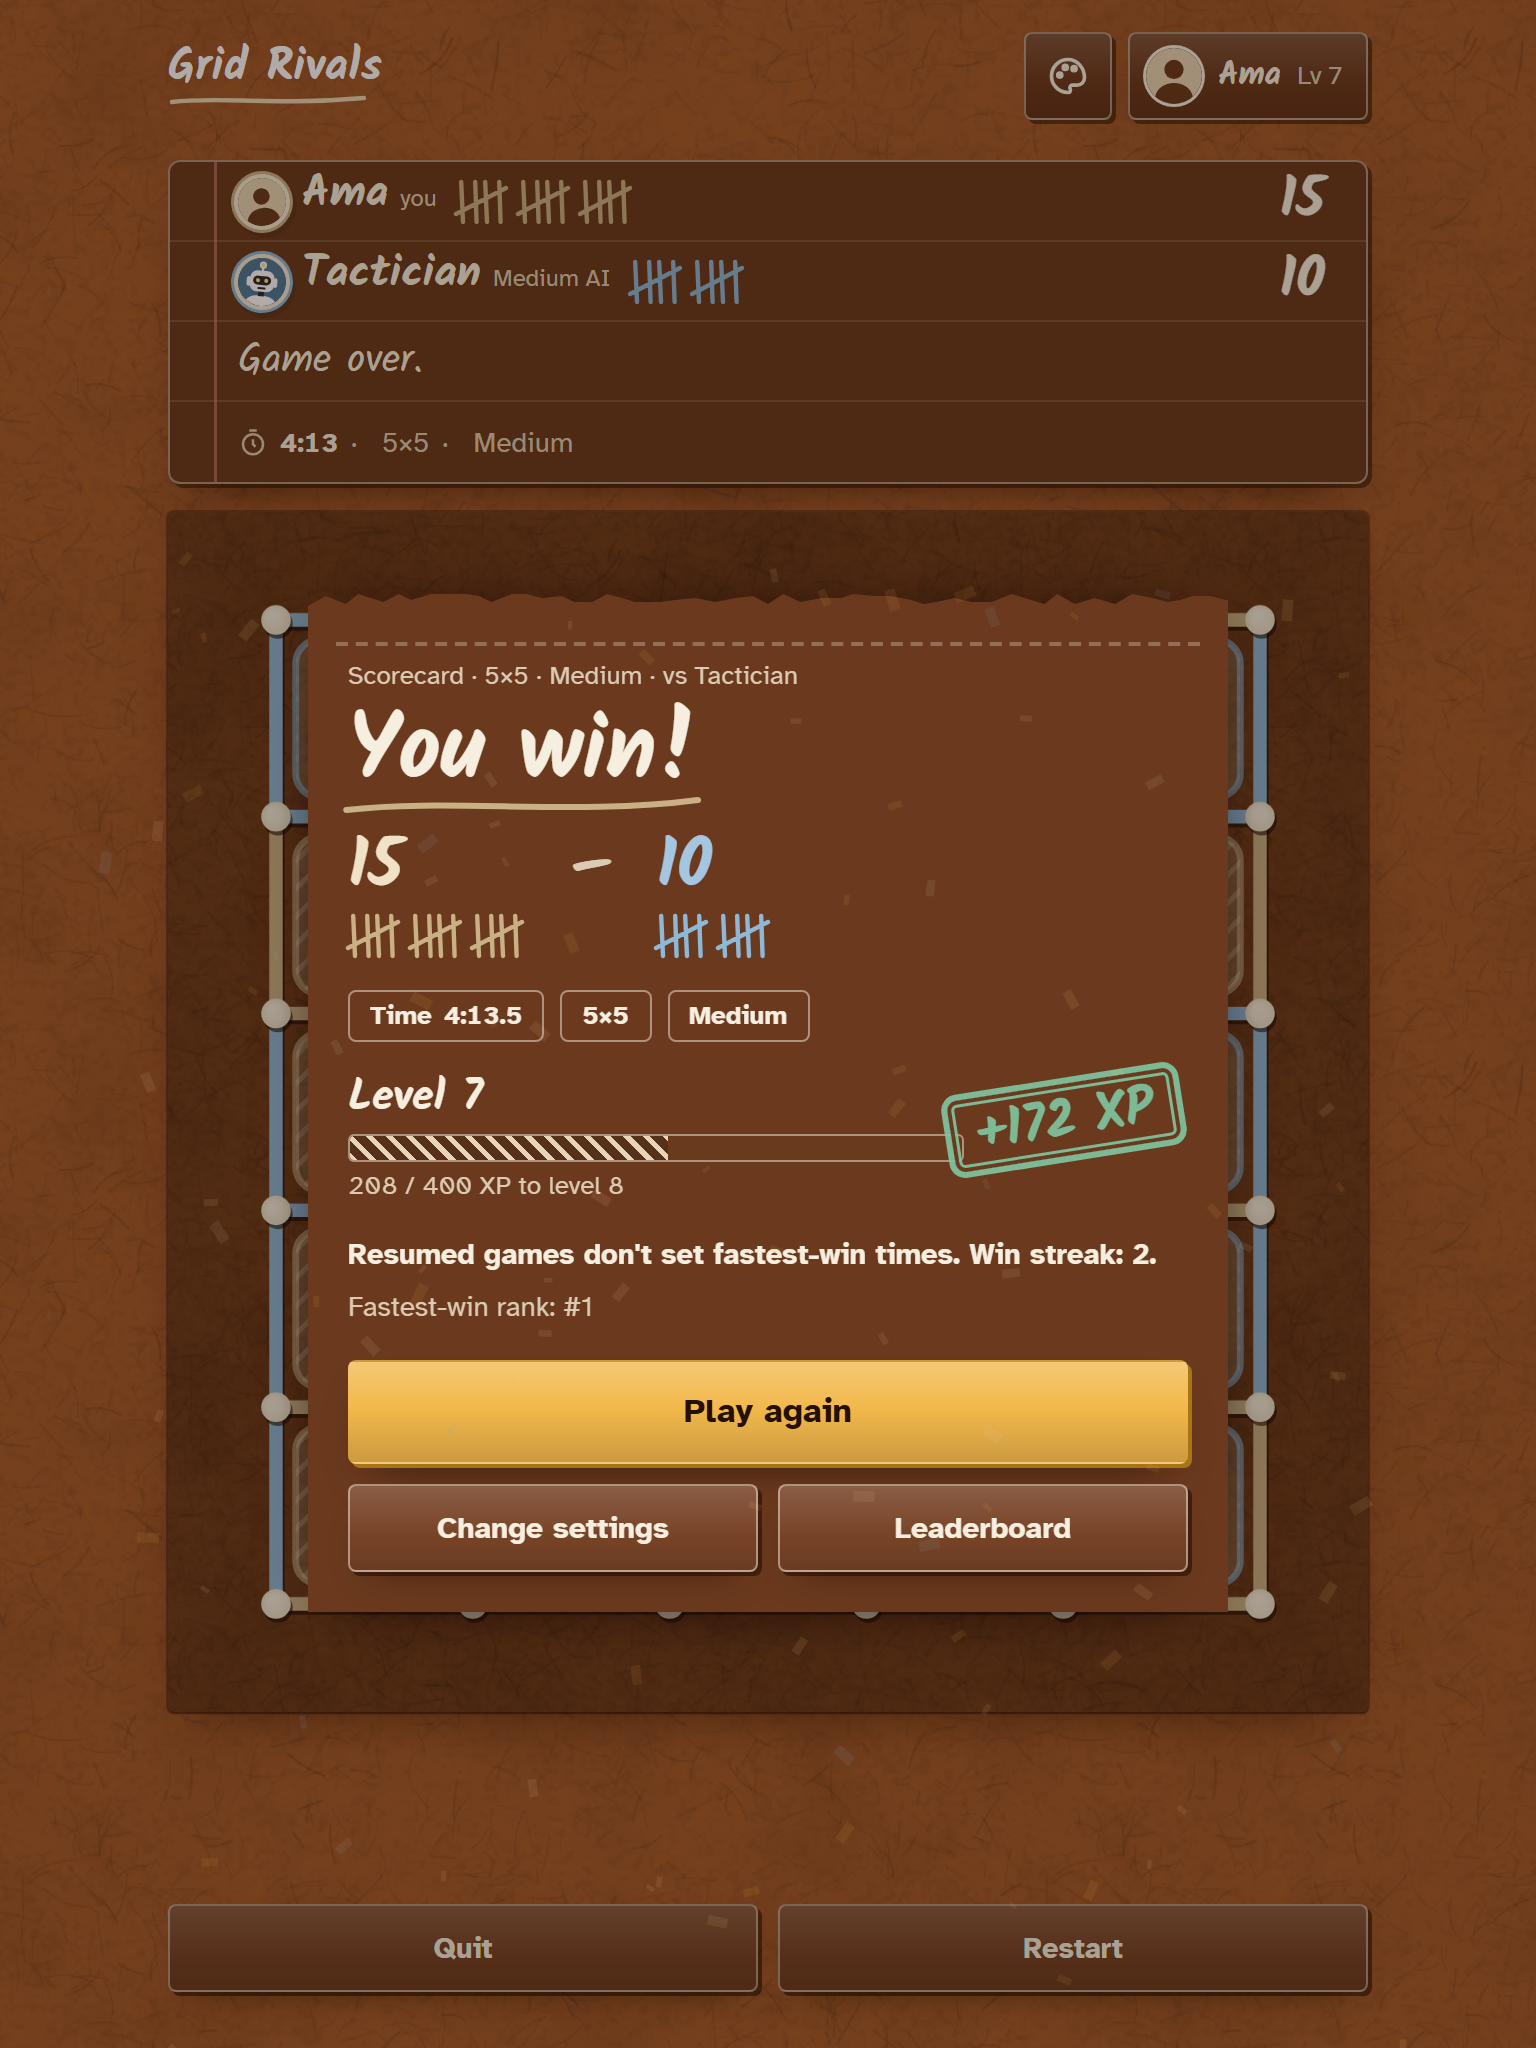 Grid Rivals
Ama Lv 7
Ama you 15
Tactician Medium AI 10
Game over.
4:13 · 5×5 · Medium
Scorecard · 5×5 · Medium · vs Tactician
You win!
15 – 10
Time 4:13.5 5×5 Medium
Level 7
+172 XP
208 / 400 XP to level 8
Resumed games don't set fastest-win times. Win streak: 2.
Fastest-win rank: #1
Play again
Change settings Leaderboard
Quit Restart